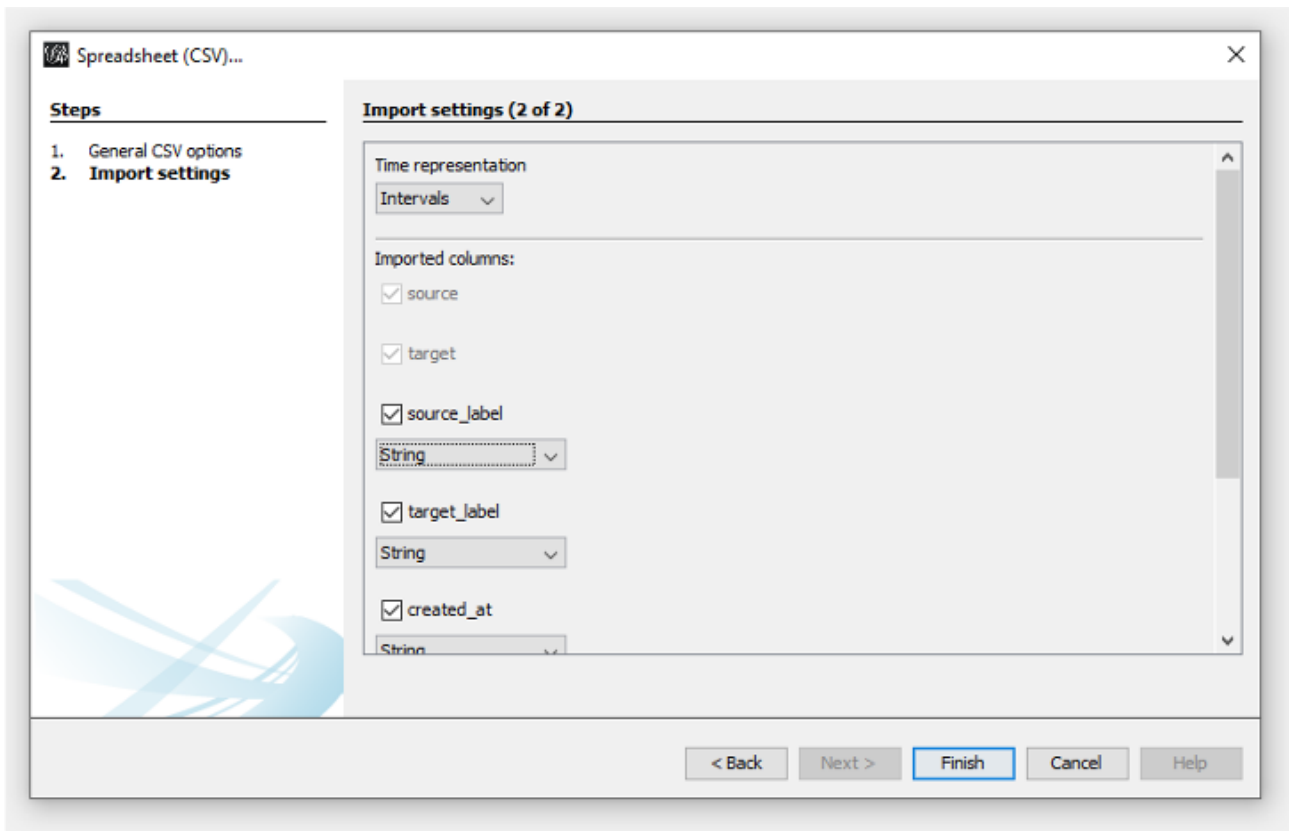 Spreadsheet (CSV)...
Steps
1. General CSV options
2. Import settings
Import settings (2 of 2)
Time representation
Intervals
Imported columns:
source
target
source_label
String
target_label
String
created_at
String
< Back
Next >
Finish
Cancel
Help